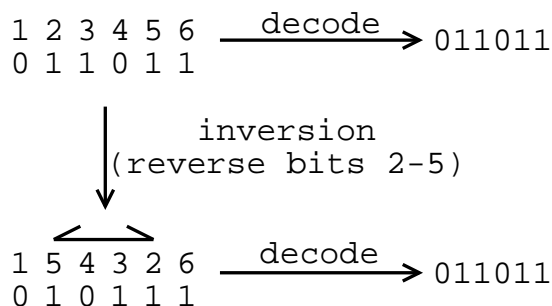 1 2 3 4 5 6
0 1 1 0 1 1
decode
011011
inversion
(reverse bits 2-5)
1 5 4 3 2 6
0 1 0 1 1 1
decode
011011